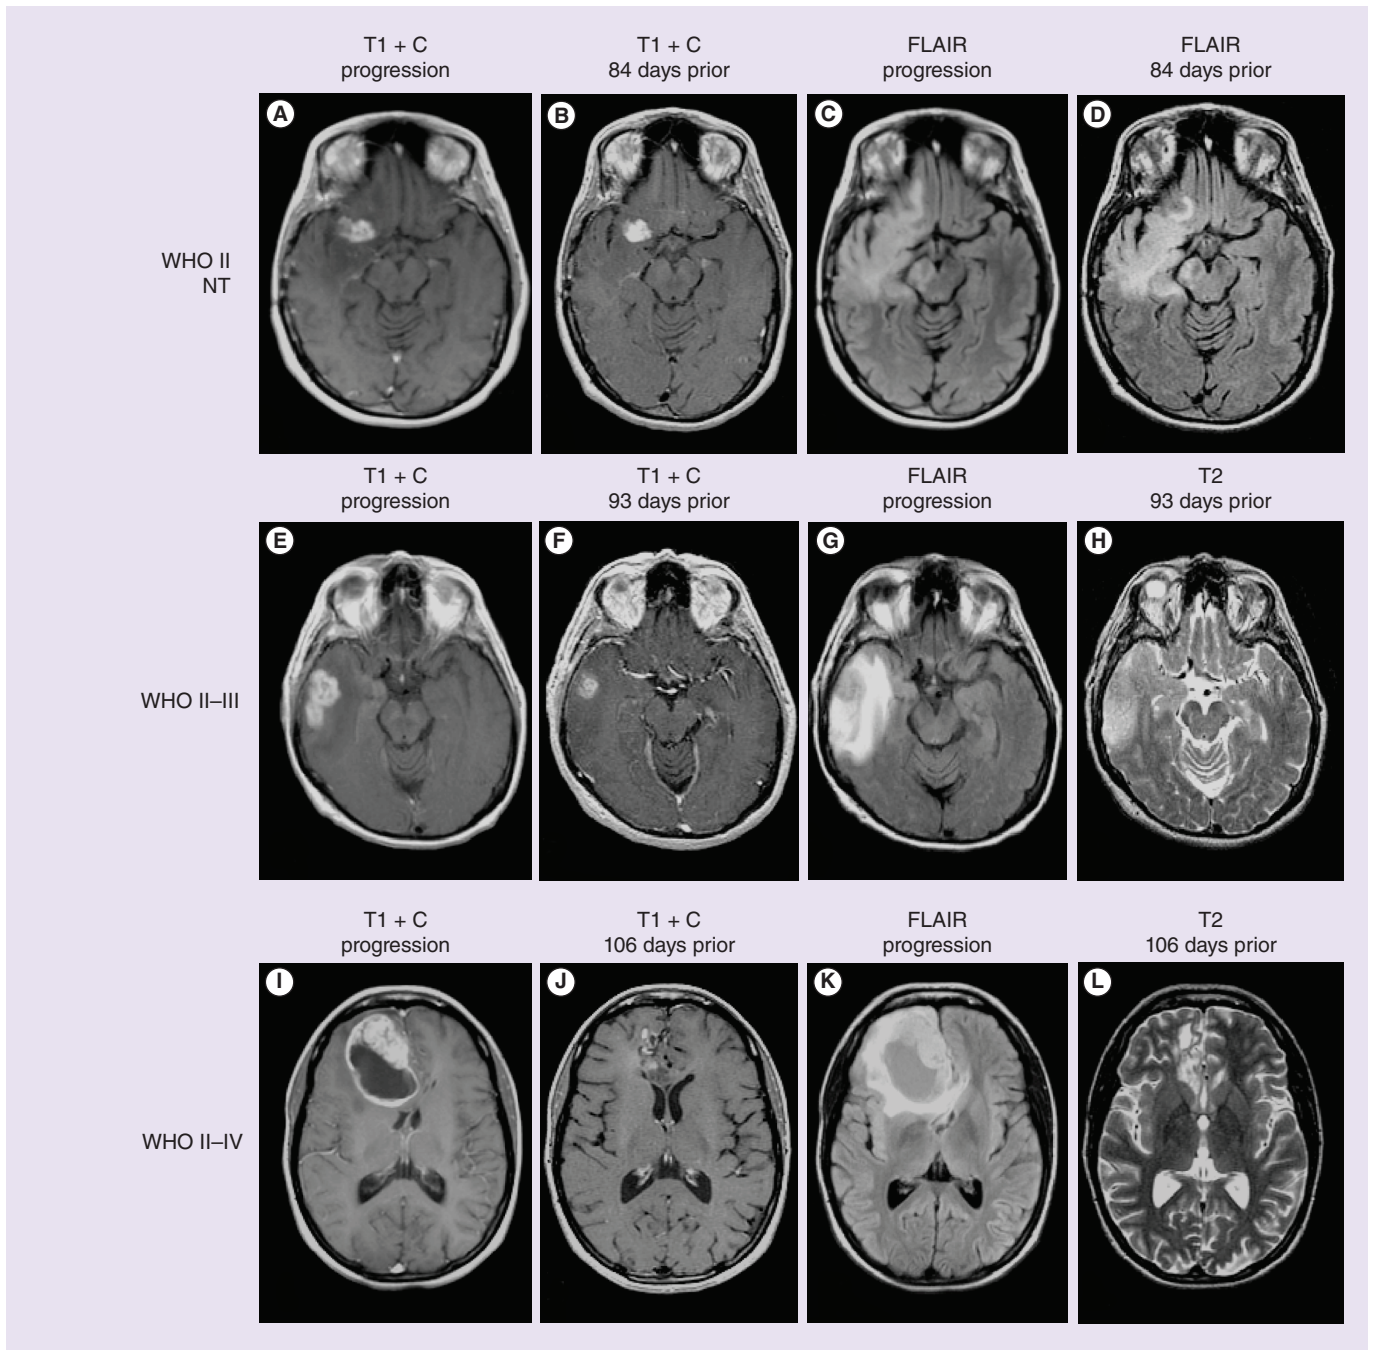 T1 + C
progression
T1 + C
84 days prior
FLAIR
progression
FLAIR
84 days prior
A
B
C
D
WHO II
NT
T1 + C
progression
T1 + C
93 days prior
FLAIR
progression
T2
93 days prior
E
F
G
H
WHO II–III
T1 + C
progression
T1 + C
106 days prior
FLAIR
progression
T2
106 days prior
I
J
K
L
WHO II–IV